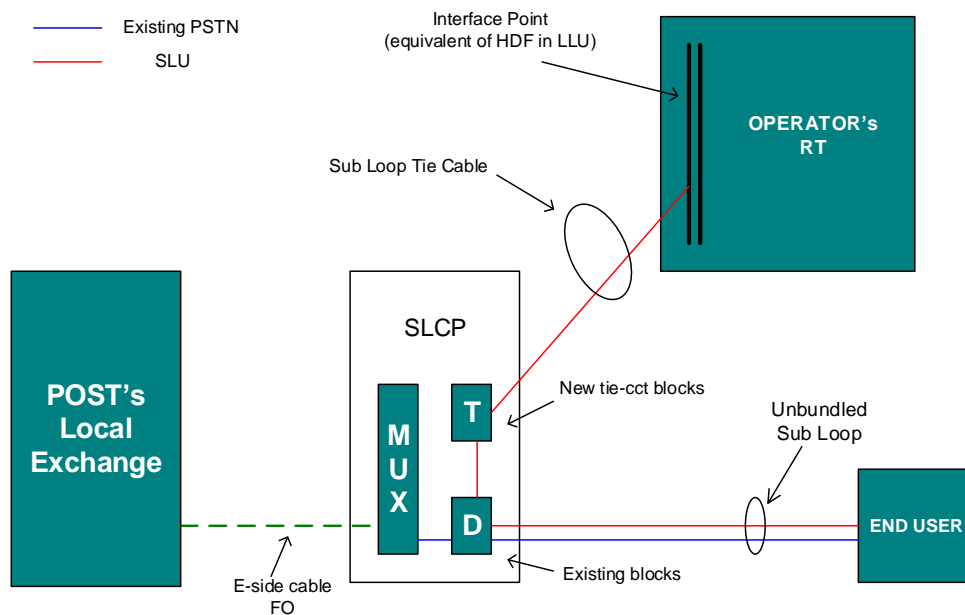 Existing PSTN
SLU
Interface Point
(equivalent of HDF in LLU)
OPERATOR's
RT
Sub Loop Tie Cable
SLCP
POST's
Local
Exchange
MUX
T
D
New tie-cct blocks
Unbundled
Sub Loop
END USER
Existing blocks
E-side cable
FO